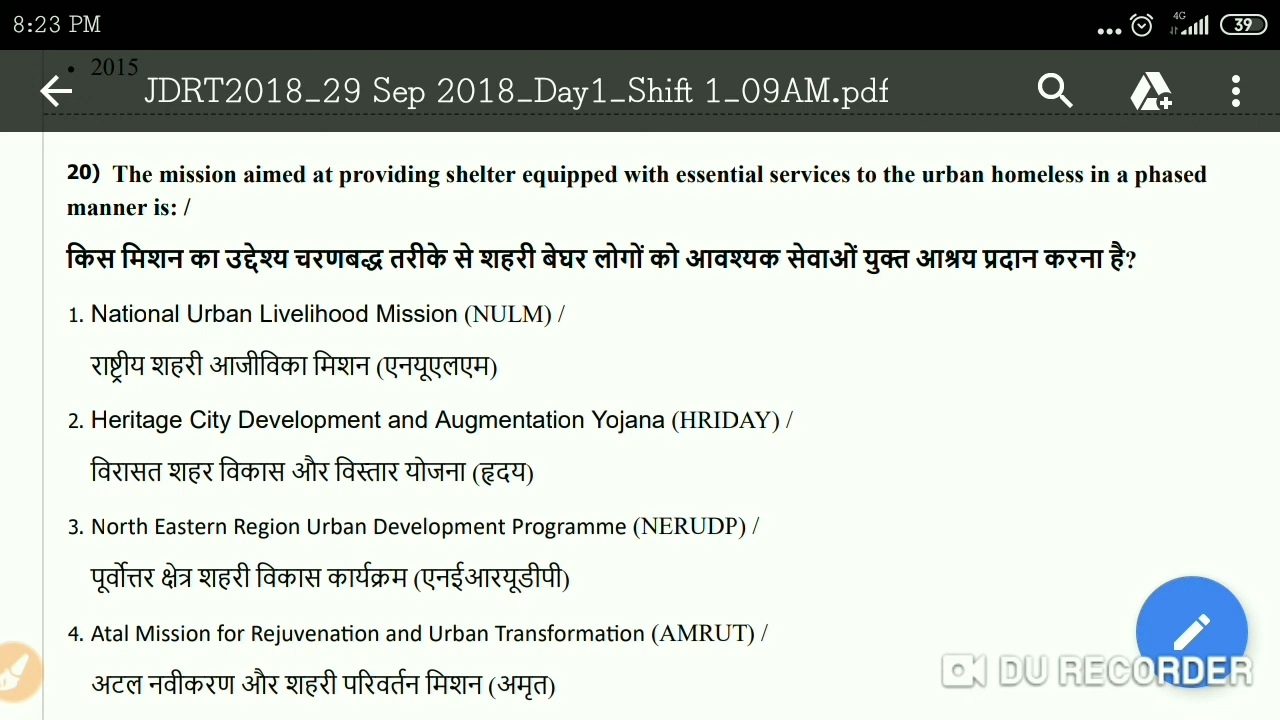 8:23 PM
4G
39
• 2015
JDRT2018_29 Sep 2018_Day1_Shift 1_09AM.pdf
20) The mission aimed at providing shelter equipped with essential services to the urban homeless in a phased
manner is: /
किस मिशन का उद्देश्य चरणबद्ध तरीके से शहरी बेघर लोगों को आवश्यक सेवाओं युक्त आश्रय प्रदान करना है?
1. National Urban Livelihood Mission (NULM) /
राष्ट्रीय शहरी आजीविका मिशन (एनयूएलएम)
2. Heritage City Development and Augmentation Yojana (HRIDAY) /
विरासत शहर विकास और विस्तार योजना (हृदय)
3. North Eastern Region Urban Development Programme (NERUDP) /
पूर्वोत्तर क्षेत्र शहरी विकास कार्यक्रम (एनईआरयूडीपी)
4. Atal Mission for Rejuvenation and Urban Transformation (AMRUT) /
अटल नवीकरण और शहरी परिवर्तन मिशन (अमृत)
DU RECORDER